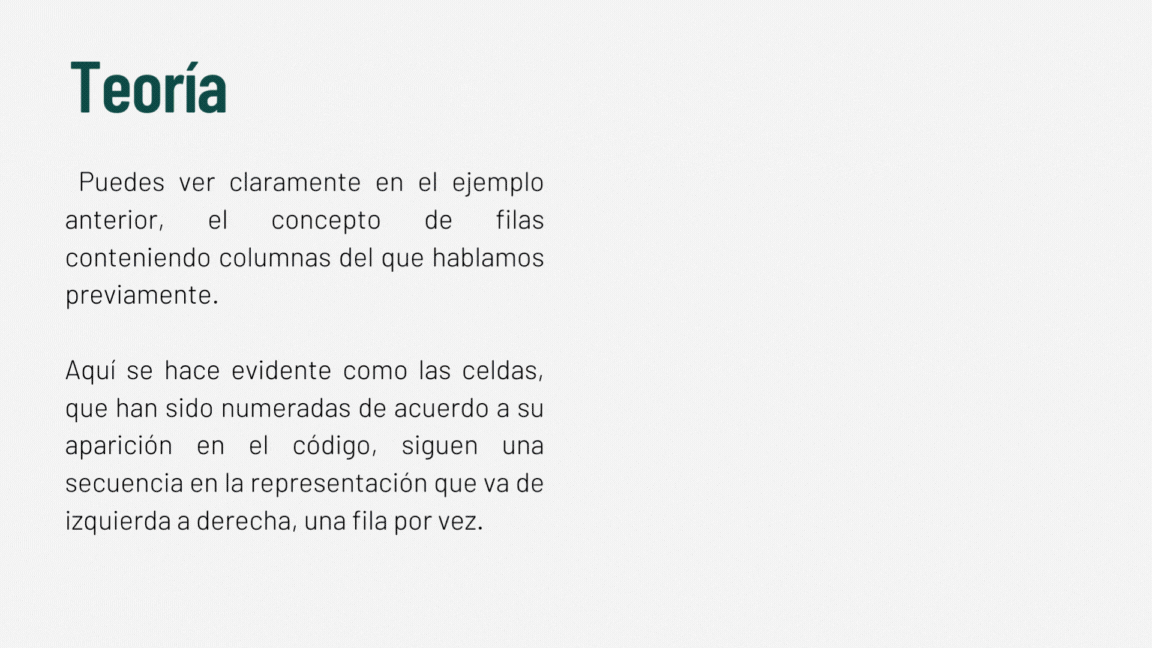 Teoría
Puedes ver claramente en el ejemplo
anterior, el concepto de filas
conteniendo columnas del que hablamos
previamente.
Aquí se hace evidente como las celdas,
que han sido numeradas de acuerdo a su
aparición en el código, siguen una
secuencia en la representación que va de
izquierda a derecha, una fila por vez.